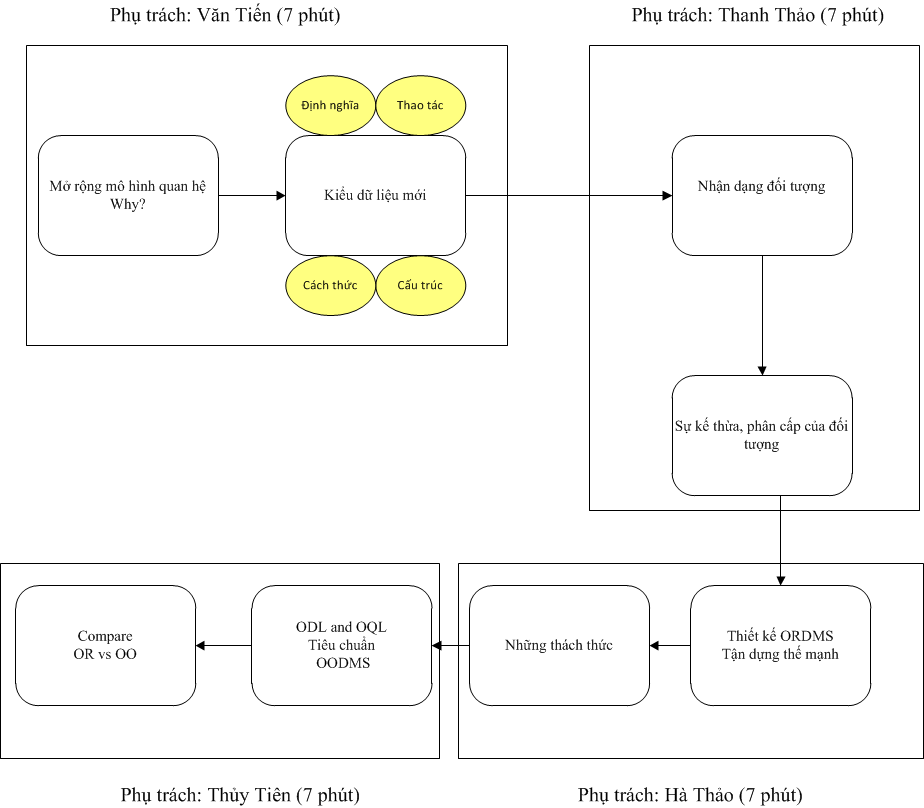 Phụ trách: Văn Tiến (7 phút)
Phụ trách: Thanh Thảo (7 phút)
Định nghĩa
Thao tác
Mở rộng mô hình quan hệ
Why?
Kiểu dữ liệu mới
Nhận dạng đối tượng
Cách thức
Cấu trúc
Sự kế thừa, phân cấp của đối
tượng
Compare
OR vs OO
ODL and OQL
Tiêu chuẩn
OODMS
Những thách thức
Thiết kế ORDMS
Tận dụng thế mạnh
Phụ trách: Thủy Tiên (7 phút)
Phụ trách: Hà Thảo (7 phút)